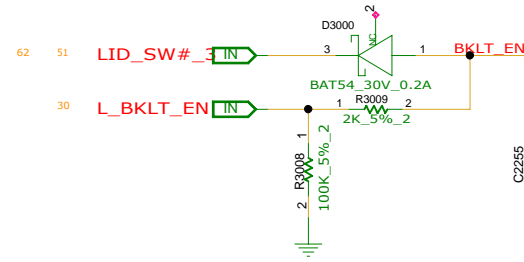 2
D3000
NC
62 51 LID_SW#_3 IN 3 1 BKLT_EN
BAT54_30V_0.2A
30 L_BKLT_EN IN 1 R3009 2
2K_5%_2
1
R3008
100K_5%_2
2
C2255